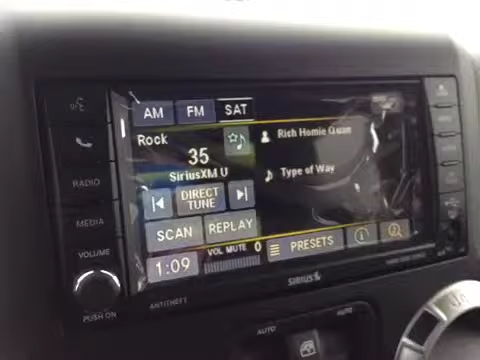 AM FM SAT
Rock
35
SiriusXM U
Rich Homie Quan
Type of Way
DIRECT TUNE
SCAN REPLAY
VOL MUTE 0
PRESETS
1:09
SIRIUS
RADIO
MEDIA
VOLUME
PUSH ON
ANTITHEFT
AUTO
AUTO